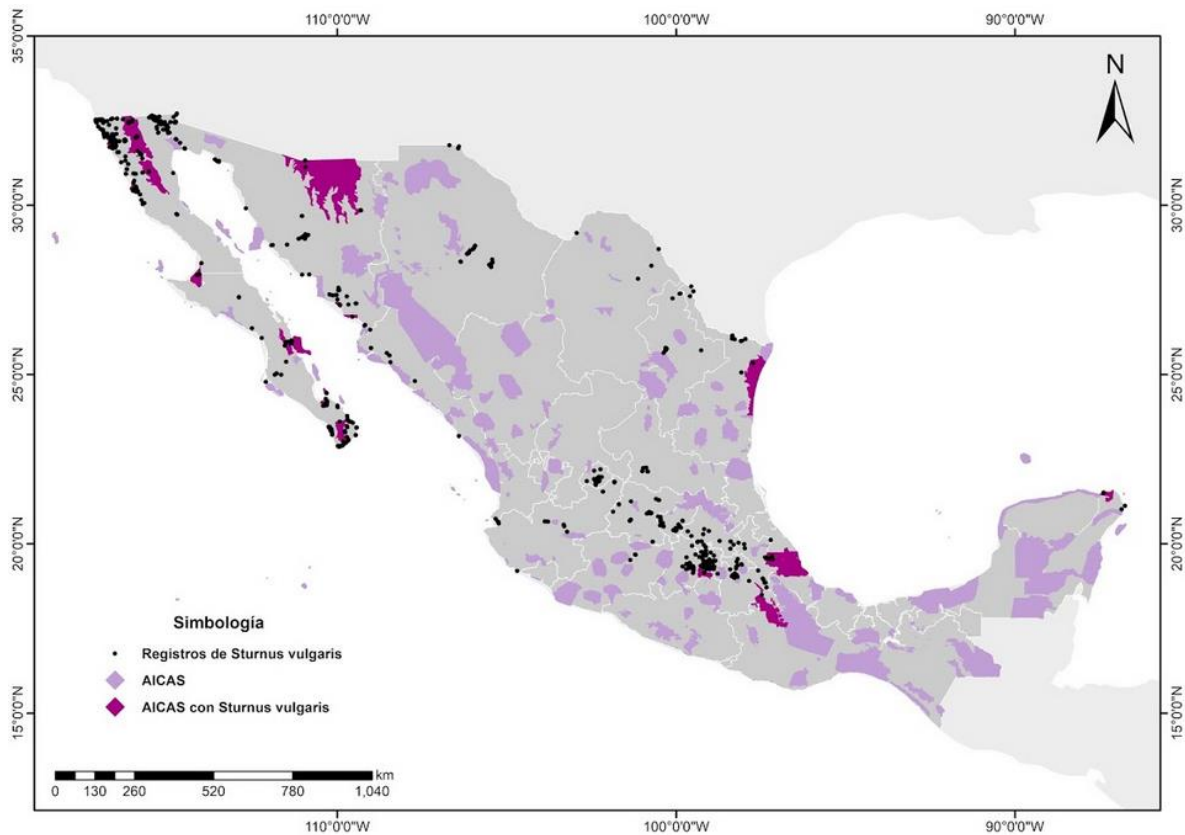 110°0'0"W 100°0'0"W 90°0'0"W
35°0'0"N 35°0'0"N
N
30°0'0"N 30°0'0"N
25°0'0"N 25°0'0"N
20°0'0"N 20°0'0"N
Simbología
Registros de Sturnus vulgaris
AICAS
AICAS con Sturnus vulgaris
15°0'0"N 15°0'0"N
km
0 130 260 520 780 1,040
110°0'0"W 100°0'0"W 90°0'0"W